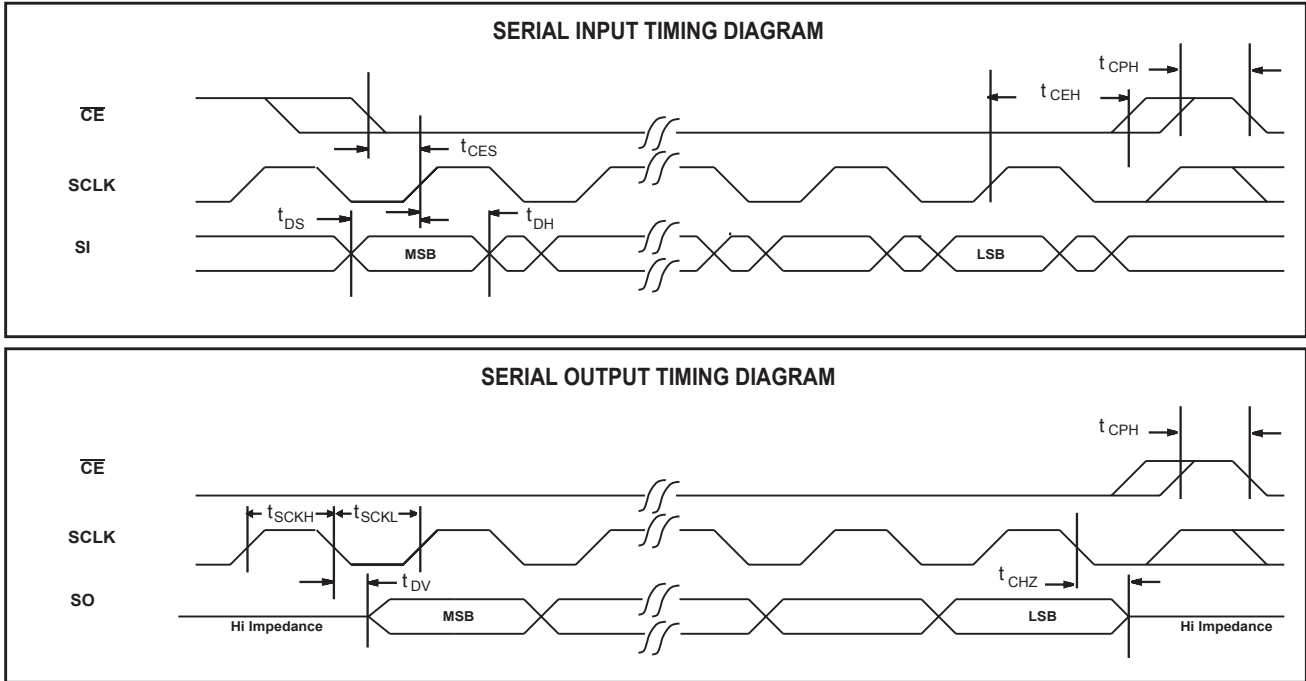 SERIAL INPUT TIMING DIAGRAM
t CPH
t CEH
CE
t CES
SCLK
t DS
t DH
SI
MSB
LSB
SERIAL OUTPUT TIMING DIAGRAM
t CPH
CE
t SCKH
t SCKL
SCLK
t DV
t CHZ
SO
MSB
LSB
Hi Impedance
Hi Impedance